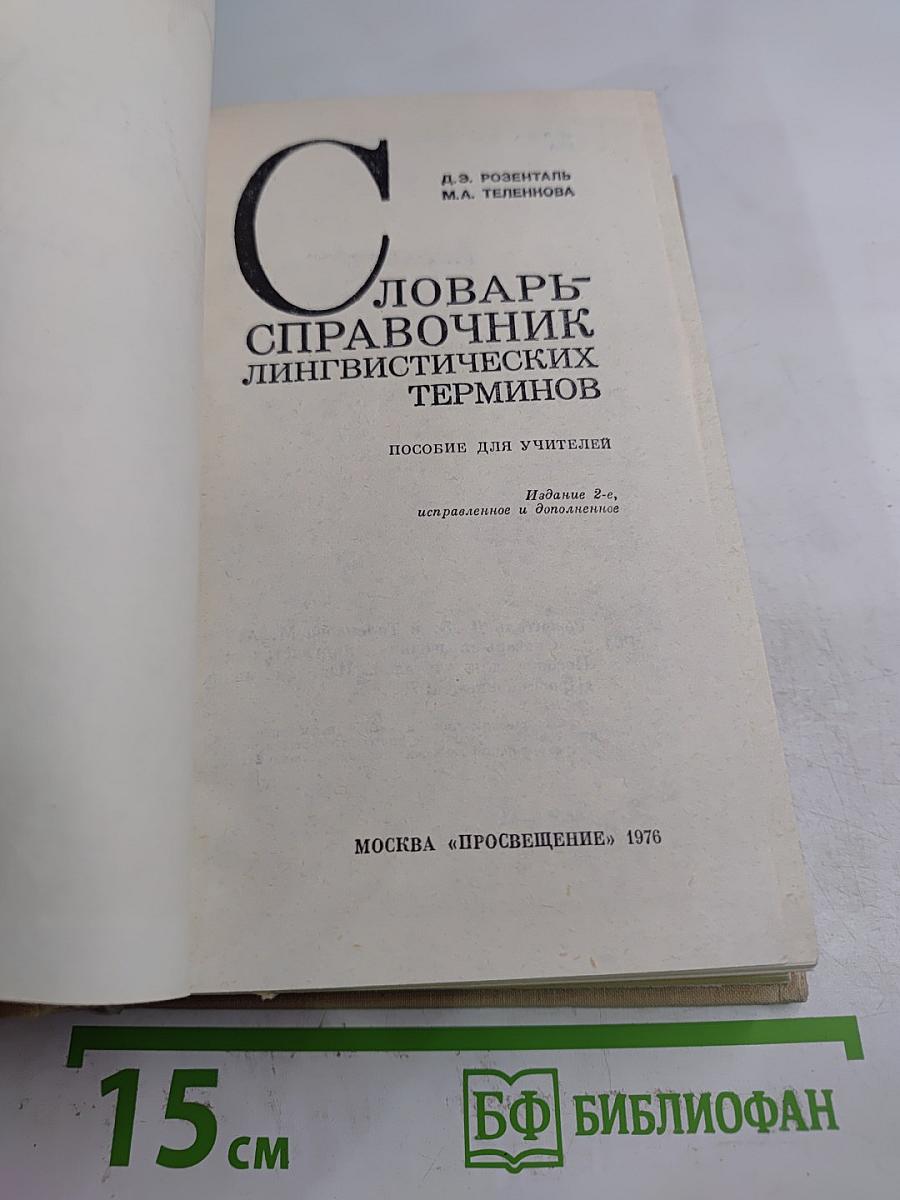 Д.Э. РОЗЕНТАЛЬ
М.А. ТЕЛЕНКОВА
СЛОВАРЬ-
СПРАВОЧНИК
ЛИНГВИСТИЧЕСКИХ
ТЕРМИНОВ
ПОСОБИЕ ДЛЯ УЧИТЕЛЕЙ
Издание 2-е,
исправленное и дополненное
МОСКВА «ПРОСВЕЩЕНИЕ» 1976
15 см
БФ БИБЛИОФАН